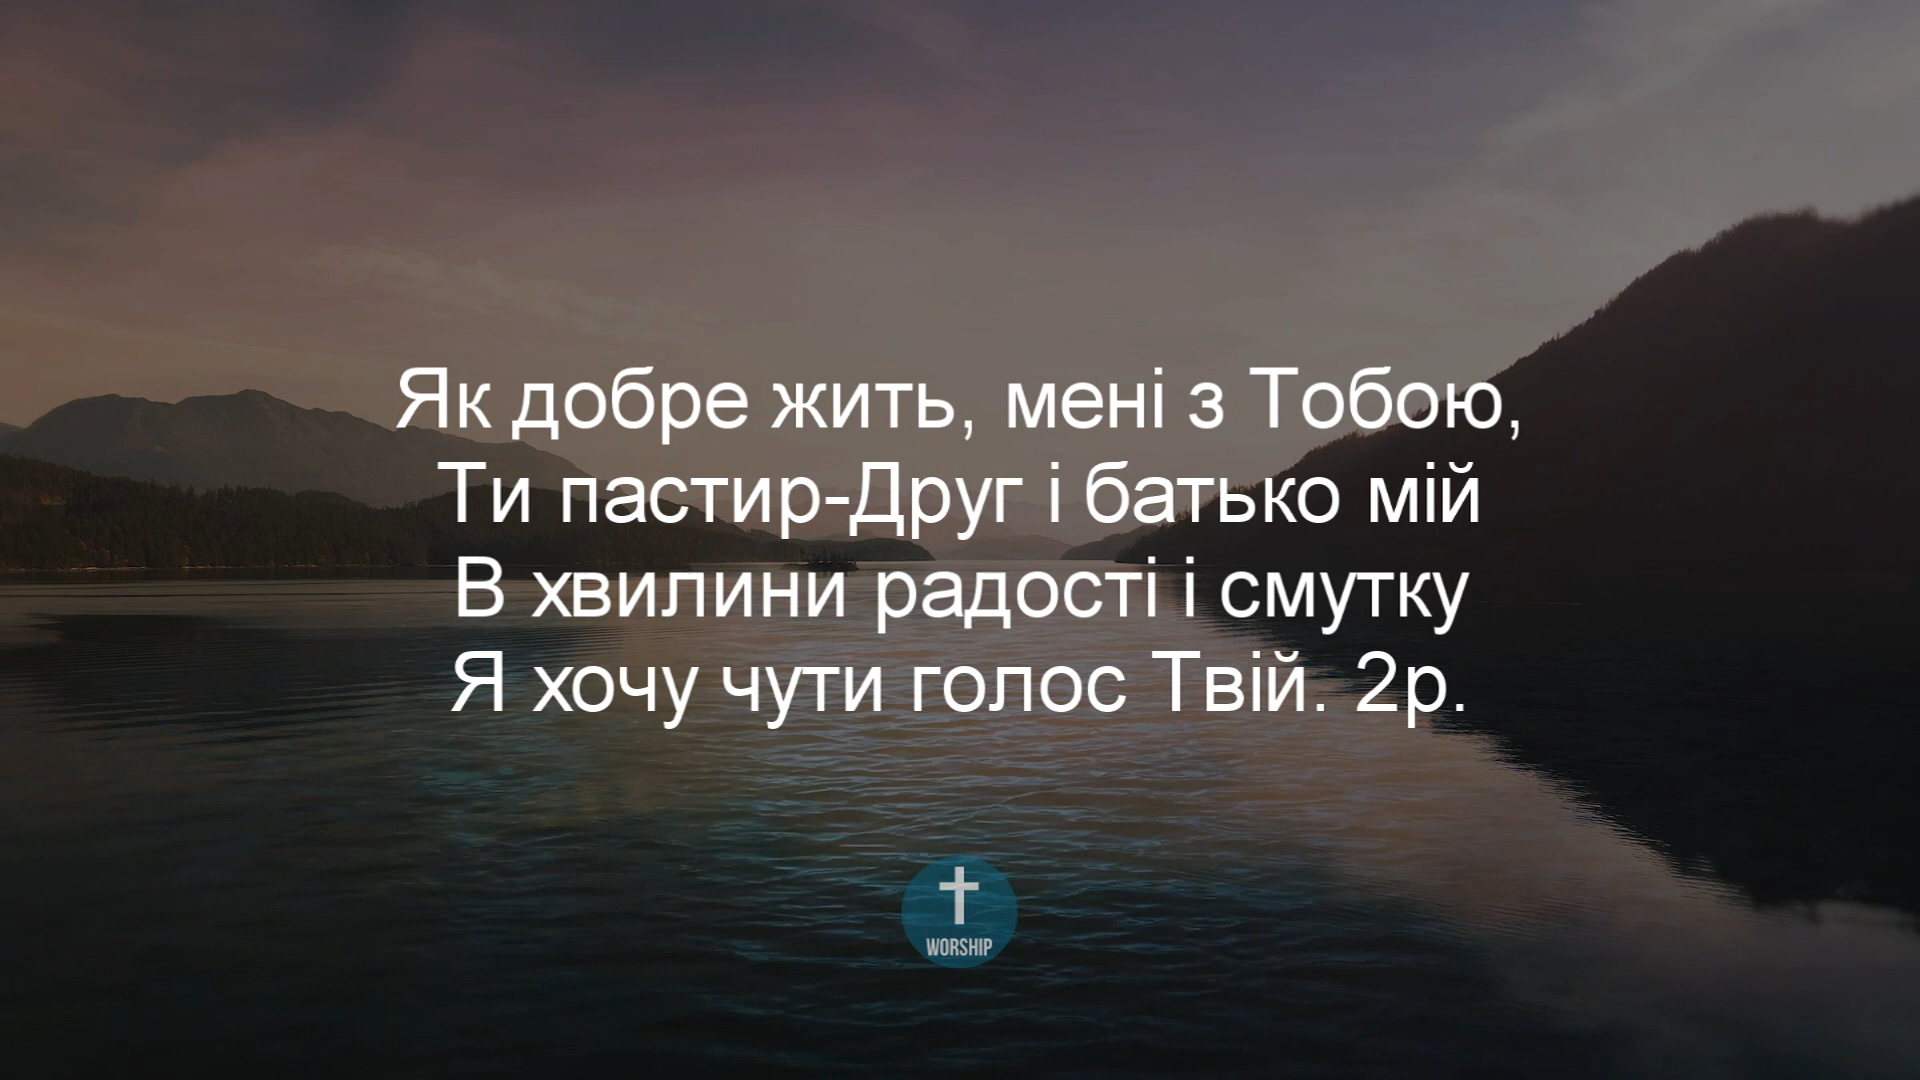 Як добре жить, мені з Тобою,
Ти пастир-Друг і батько мій
В хвилини радості і смутку
Я хочу чути голос Твій. 2р.
WORSHIP